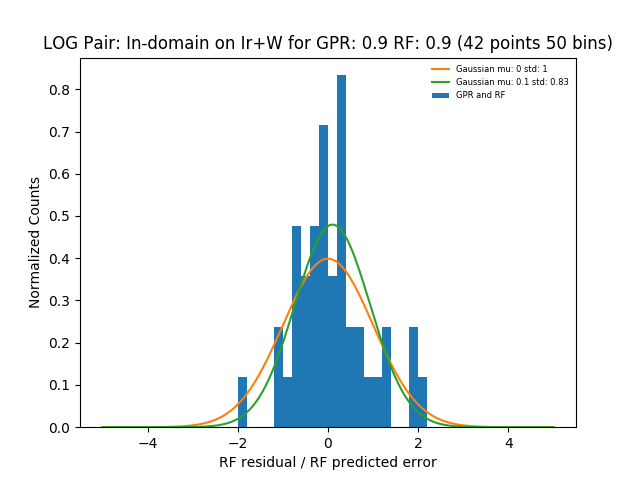 LOG Pair: In-domain on Ir+W for GPR: 0.9 RF: 0.9 (42 points 50 bins)
Gaussian mu: 0 std: 1
Gaussian mu: 0.1 std: 0.83
GPR and RF
Normalized Counts
0.8
0.7
0.6
0.5
0.4
0.3
0.2
0.1
0.0
−4 −2 0 2 4
RF residual / RF predicted error